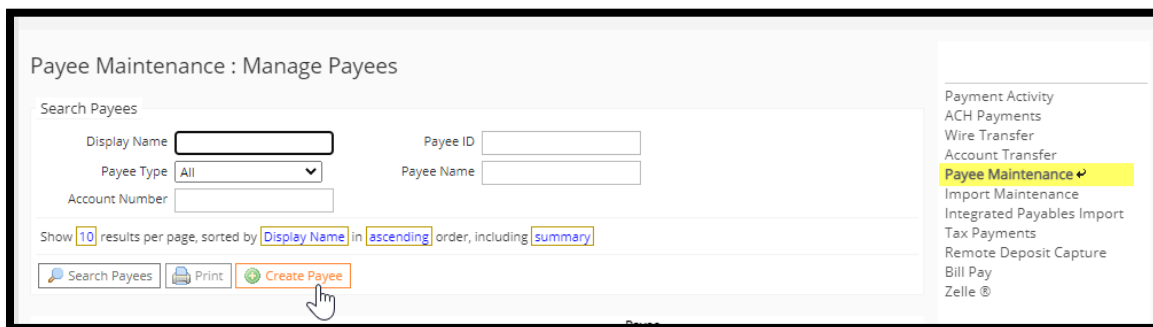 Payee Maintenance : Manage Payees
Search Payees
Display Name
Payee ID
Payee Type All
Payee Name
Account Number
Show 10 results per page, sorted by Display Name in ascending order, including summary
Search Payees Print Create Payee
Payment Activity
ACH Payments
Wire Transfer
Account Transfer
Payee Maintenance
Import Maintenance
Integrated Payables Import
Tax Payments
Remote Deposit Capture
Bill Pay
Zelle ®